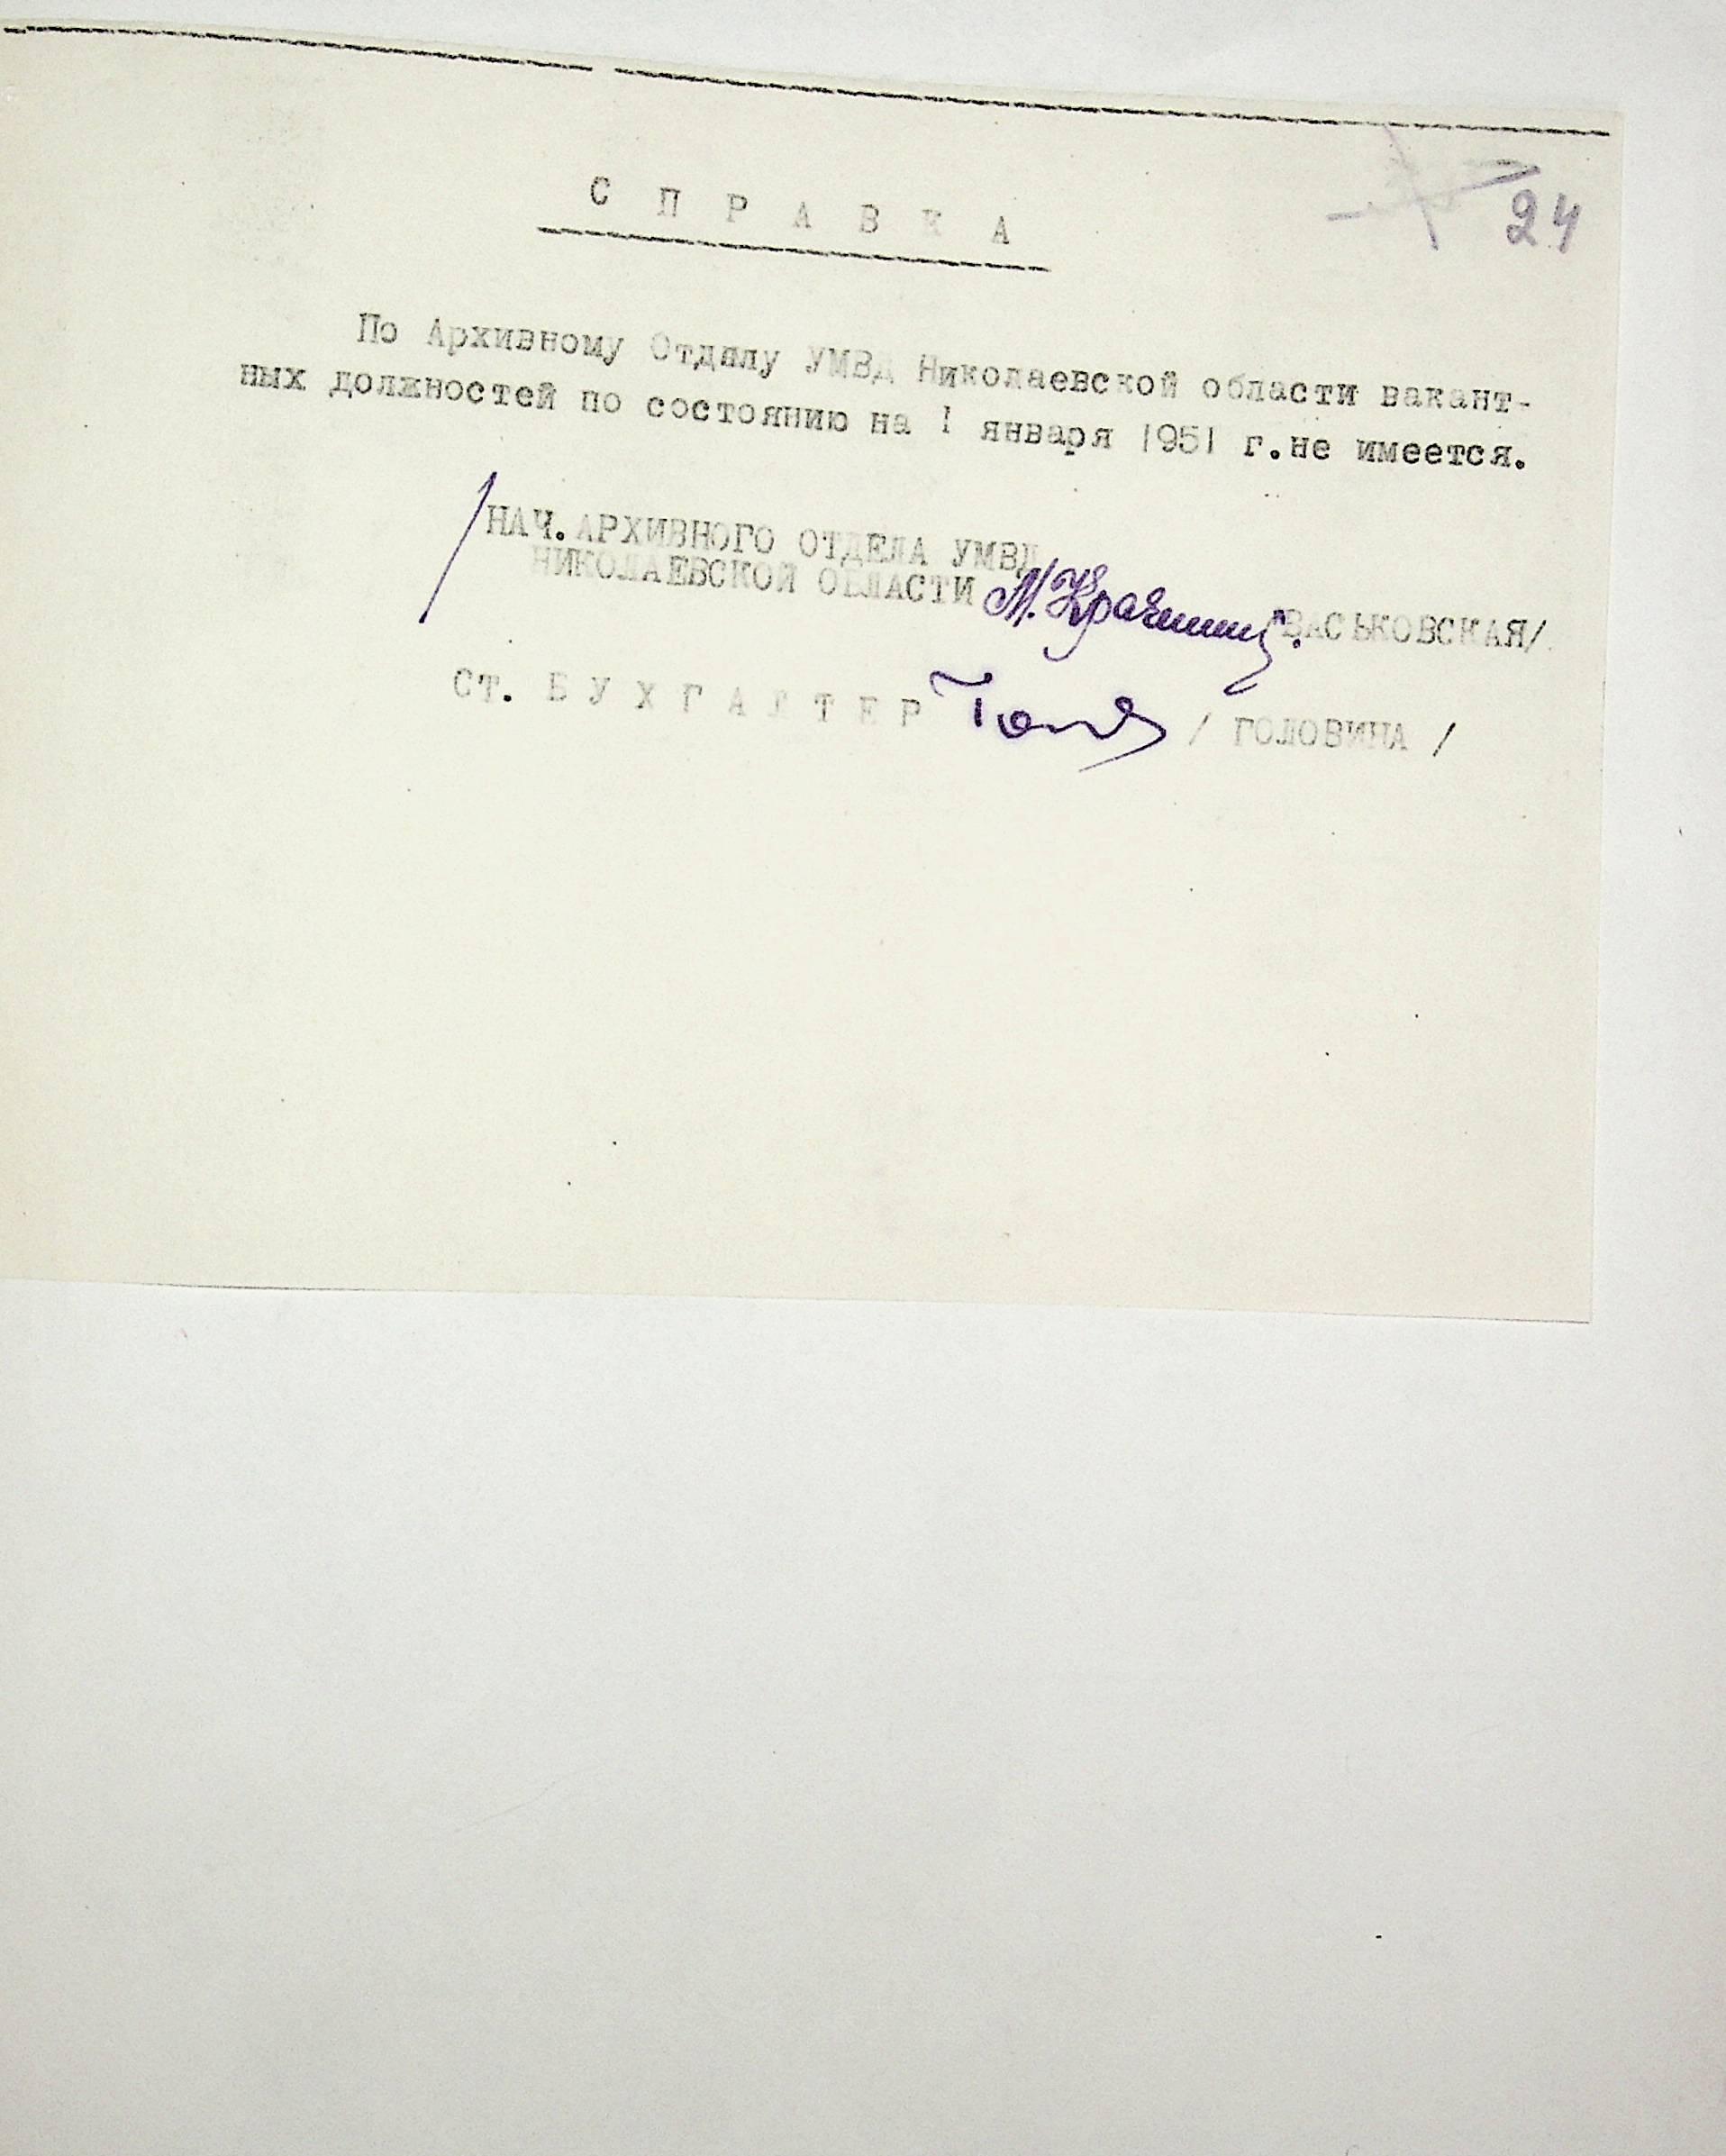 24
С П Р А В К А
По Архивному Отделу УМВД Николаевской области вакант-
ных должностей по состоянию на 1 января 1951 г.не имеется.
НАЧ. АРХИВНОГО ОТДЕЛА УМВД
НИКОЛАЕВСКОЙ ОБЛАСТИ ВАСЬКОВСКАЯ/
Ст. Б У Х Г А Л Т Е Р / ГОЛОВИНА /